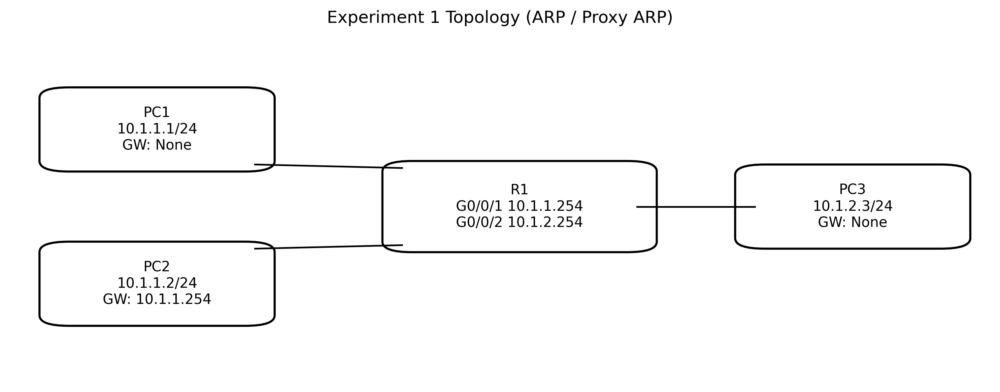 Experiment 1 Topology (ARP / Proxy ARP)
PC1
10.1.1.1/24
GW: None
R1
G0/0/1 10.1.1.254
G0/0/2 10.1.2.254
PC3
10.1.2.3/24
GW: None
PC2
10.1.1.2/24
GW: 10.1.1.254